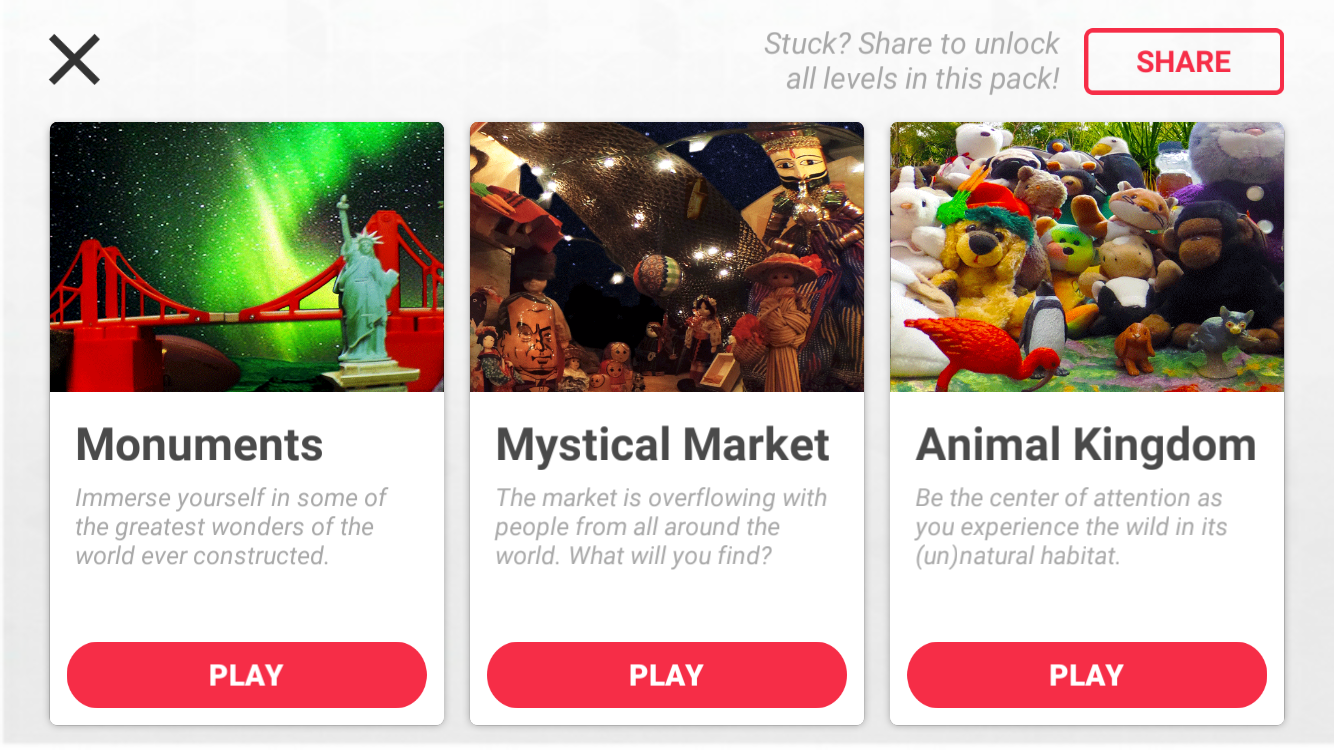 Stuck? Share to unlock
all levels in this pack!
SHARE
Monuments
Immerse yourself in some of
the greatest wonders of the
world ever constructed.
PLAY
Mystical Market
The market is overflowing with
people from all around the
world. What will you find?
PLAY
Animal Kingdom
Be the center of attention as
you experience the wild in its
(un)natural habitat.
PLAY